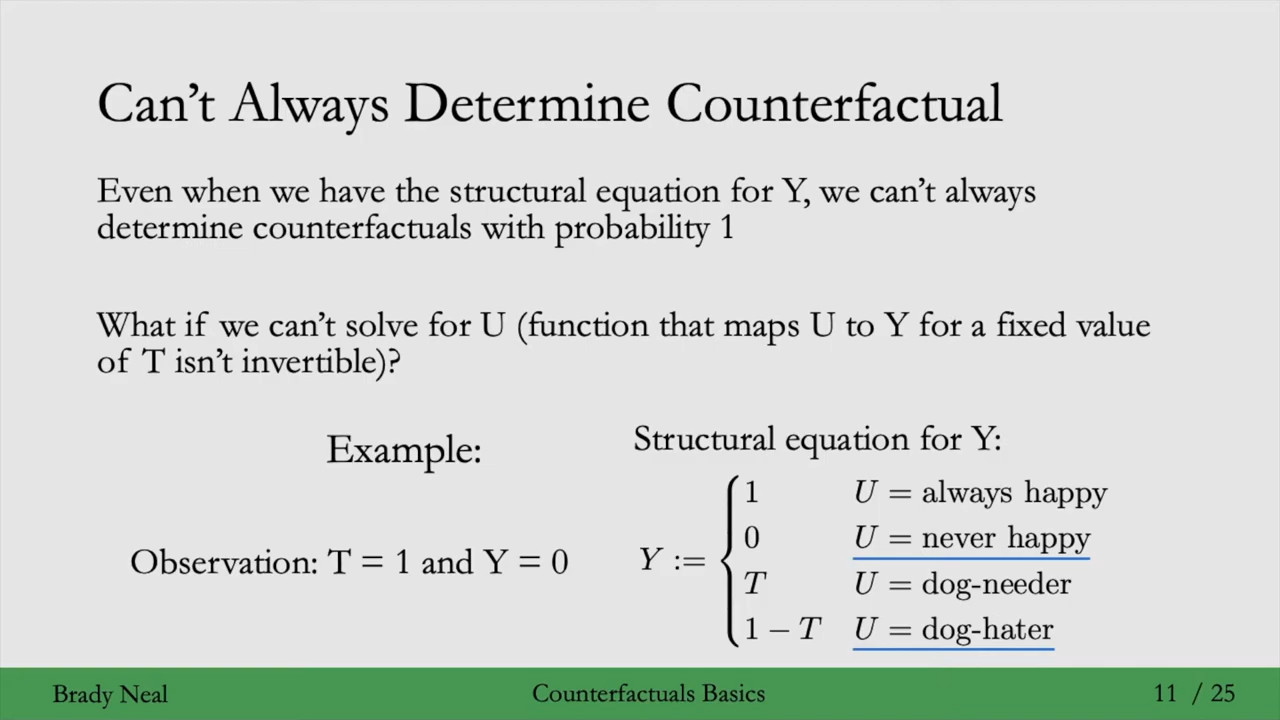 Can't Always Determine Counterfactual
Even when we have the structural equation for Y, we can't always
determine counterfactuals with probability 1
What if we can't solve for U (function that maps U to Y for a fixed value
of T isn't invertible)?
Example:
Observation: T = 1 and Y = 0
Structural equation for Y:
Y :=
1 U = always happy
0 U = never happy
T U = dog-needer
1 − T U = dog-hater
Brady Neal
Counterfactuals Basics
11 / 25